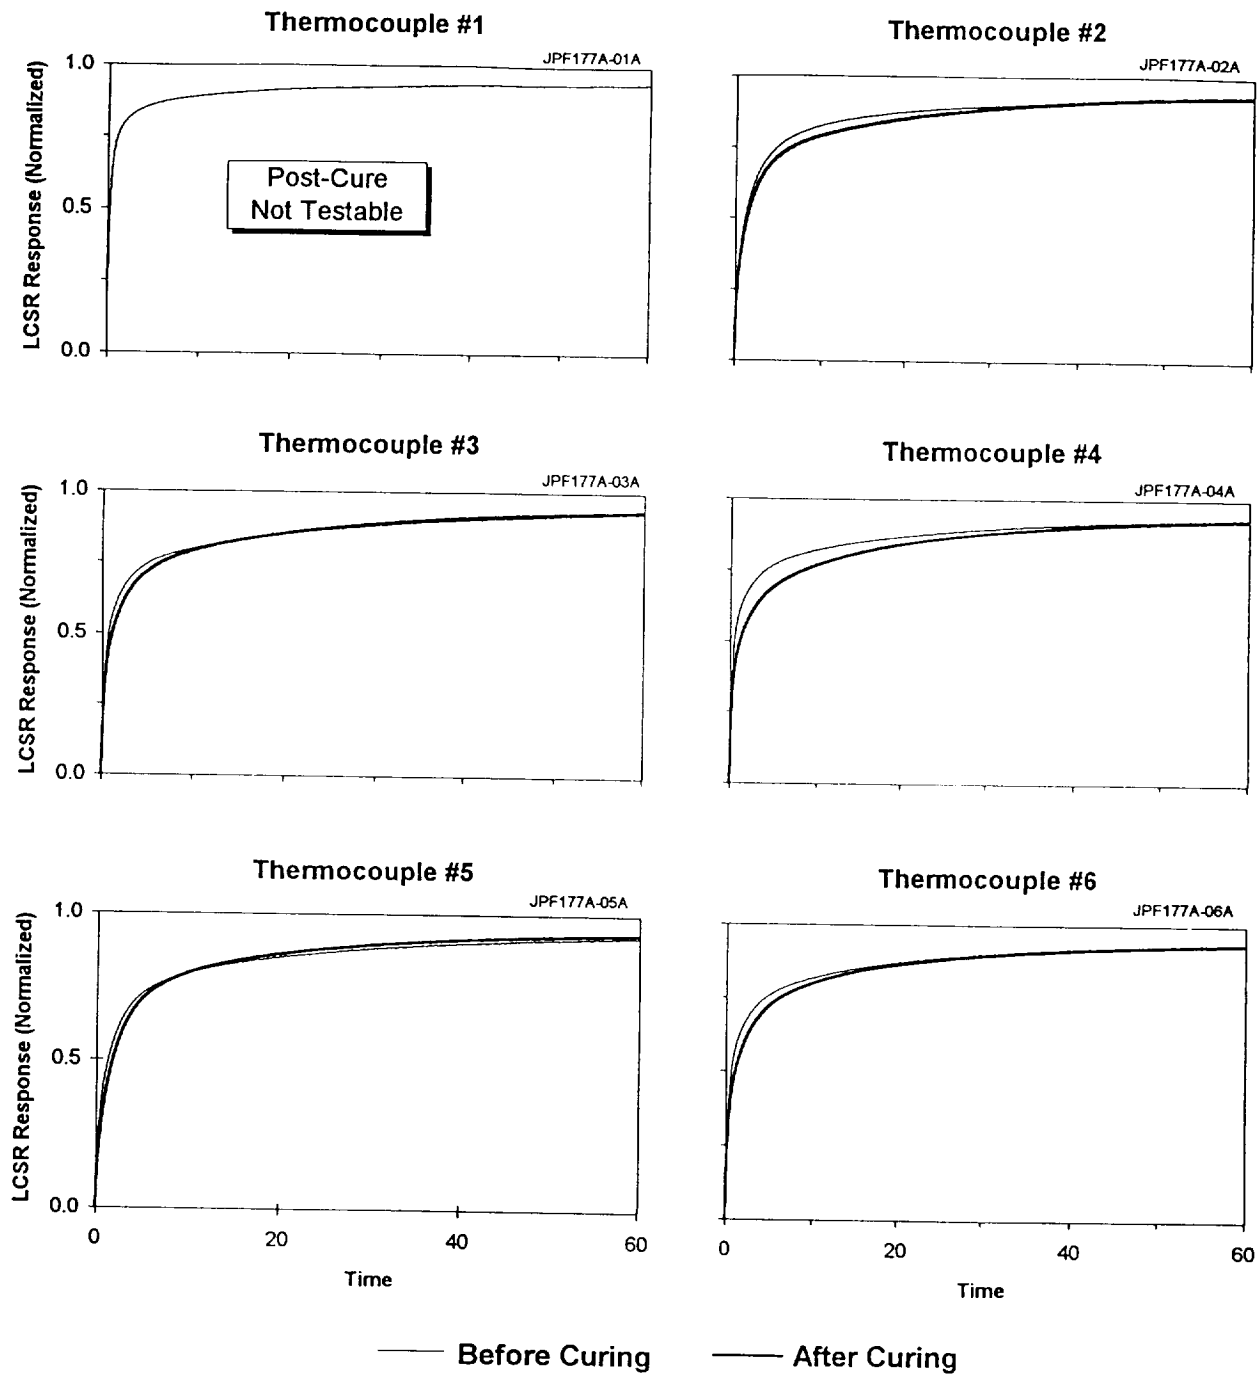 Thermocouple #1
JPF177A-01A
LCSR Response (Normalized)
1.0
0.5
0.0
Post-Cure
Not Testable
Thermocouple #2
JPF177A-02A
Thermocouple #3
JPF177A-03A
LCSR Response (Normalized)
1.0
0.5
0.0
Thermocouple #4
JPF177A-04A
Thermocouple #5
JPF177A-05A
LCSR Response (Normalized)
1.0
0.5
0.0
0 20 40 60
Time
Thermocouple #6
JPF177A-06A
0 20 40 60
Time
Before Curing After Curing